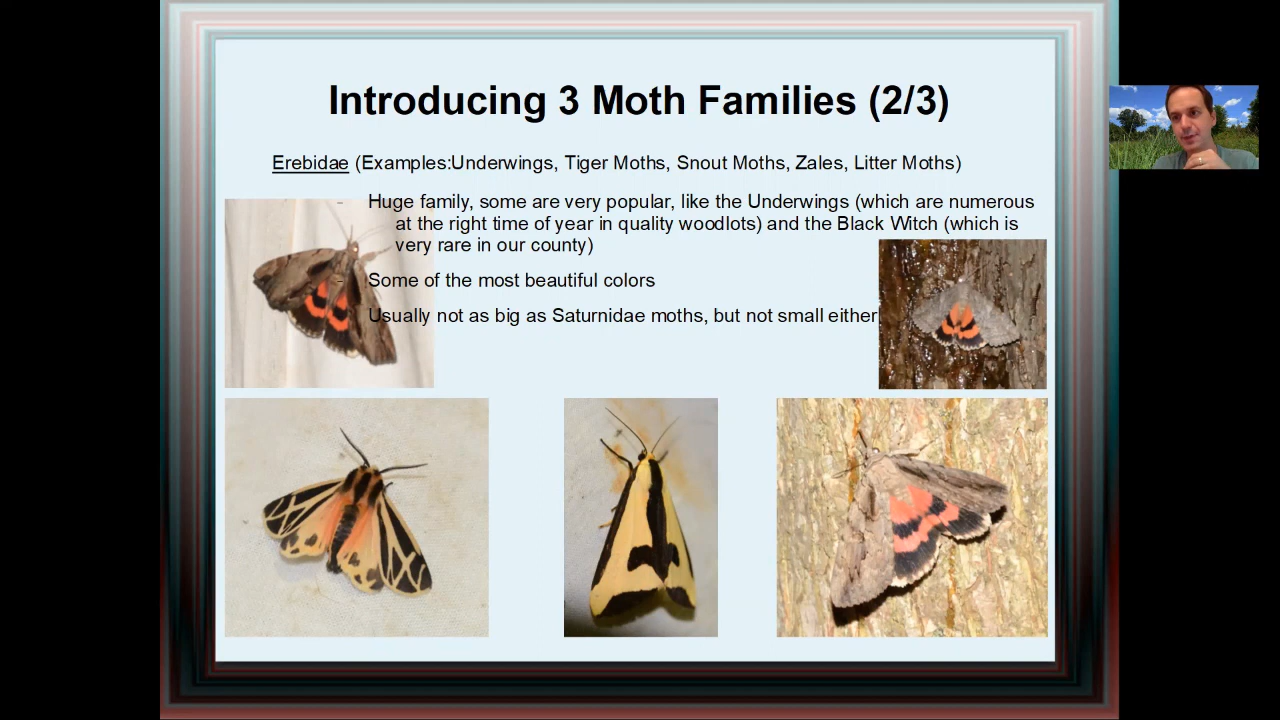 Introducing 3 Moth Families (2/3)
Erebidae (Examples:Underwings, Tiger Moths, Snout Moths, Zales, Litter Moths)
– Huge family, some are very popular, like the Underwings (which are numerous
at the right time of year in quality woodlots) and the Black Witch (which is
very rare in our county)
– Some of the most beautiful colors
Usually not as big as Saturnidae moths, but not small either